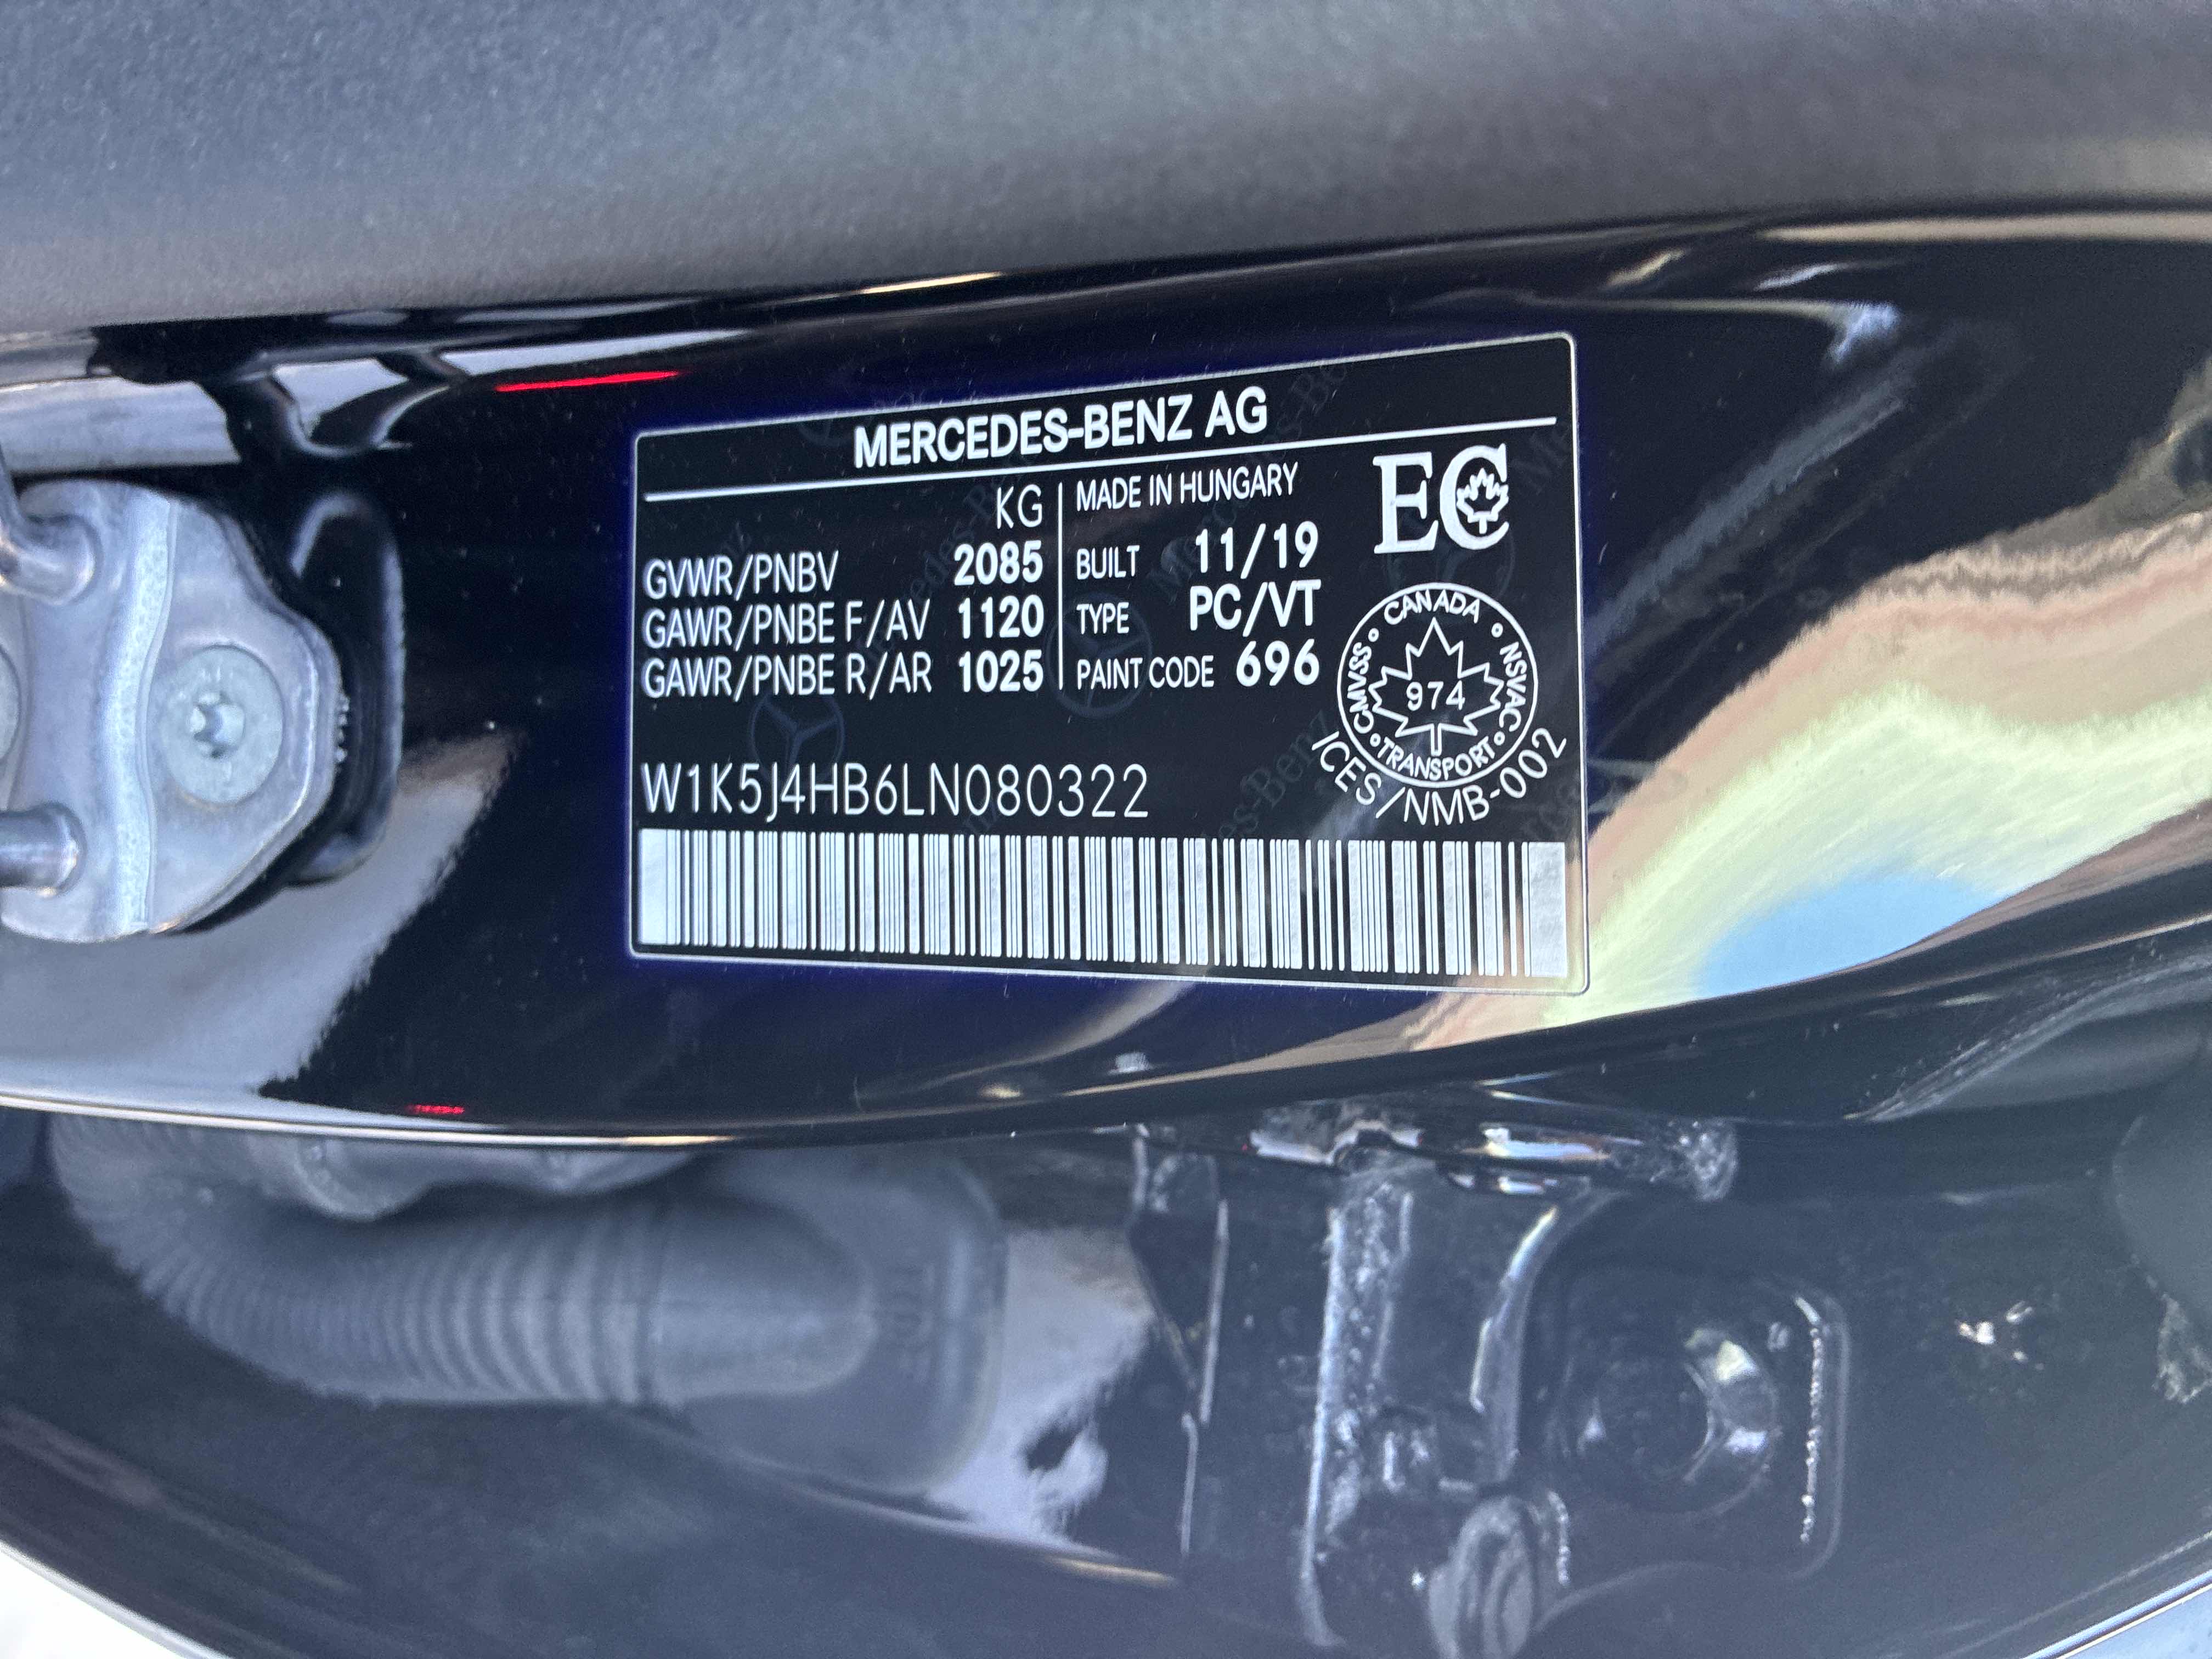 MERCEDES-BENZ AG
KG
GVWR/PNBV 2085
GAWR/PNBE F/AV 1120
GAWR/PNBE R/AR 1025
MADE IN HUNGARY
BUILT 11/19
TYPE PC/VT
PAINT CODE 696
EC
CANADA
CMVSS NSVAC
974
TRANSPORT
ICES/NMB-002
W1K5J4HB6LN080322